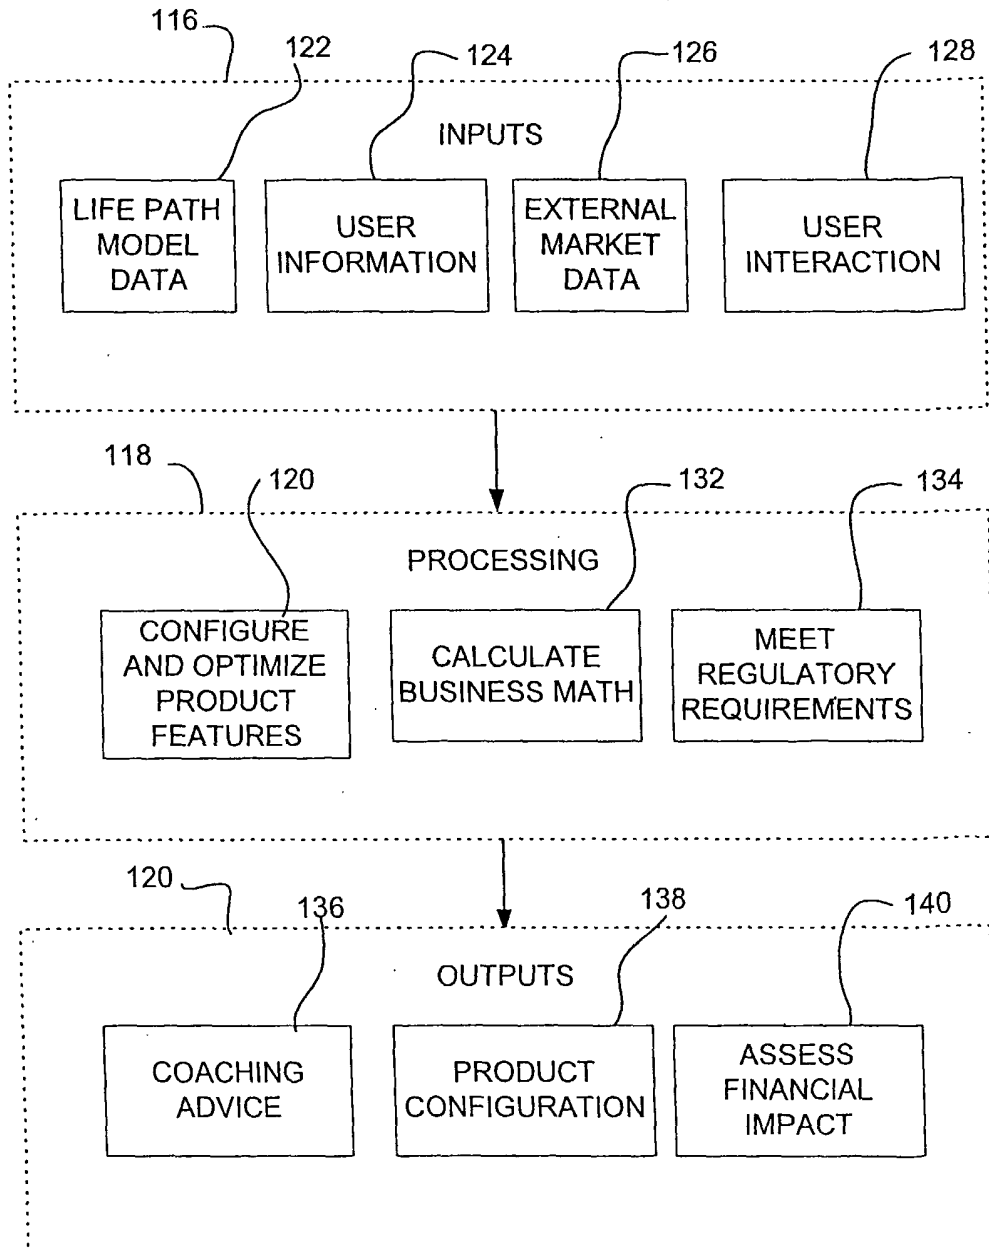 116
122
124
126
128
INPUTS
LIFE PATH
MODEL
DATA
USER
INFORMATION
EXTERNAL
MARKET
DATA
USER
INTERACTION
118
120
132
134
PROCESSING
CONFIGURE
AND OPTIMIZE
PRODUCT
FEATURES
CALCULATE
BUSINESS MATH
MEET
REGULATORY
REQUIREMENTS
120
136
138
140
OUTPUTS
COACHING
ADVICE
PRODUCT
CONFIGURATION
ASSESS
FINANCIAL
IMPACT